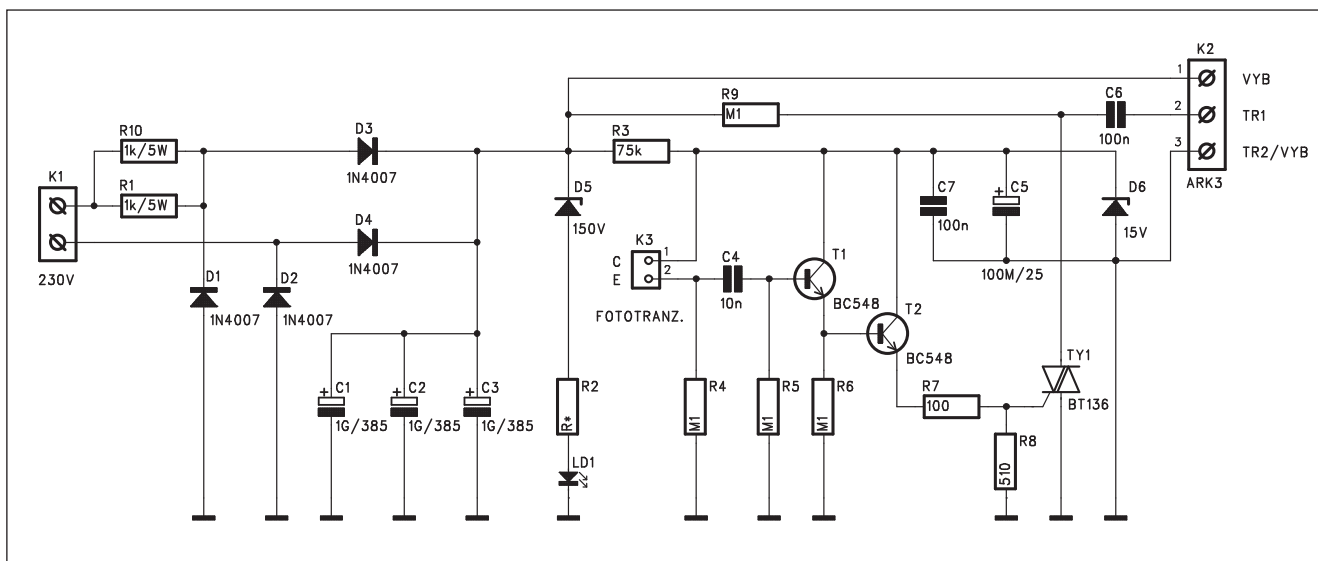 K2
1
VYB
R9
M1
C6
100n
2
TR1
R10
1k/5W
D3
1N4007
R3
75k
3
TR2/VYB
ARK3
K1
R1
1k/5W
D4
1N4007
D5
150V
C7
100n
+
C5
100M/25
D6
15V
230V
K3
C
1
E
2
FOTOTRANZ.
C4
10n
T1
BC548
D1
1N4007
D2
1N4007
T2
BC548
TY1
BT136
+
C1
1G/385
+
C2
1G/385
+
C3
1G/385
R2
R*
R4
M1
R5
M1
R6
M1
R7
100
R8
510
LD1